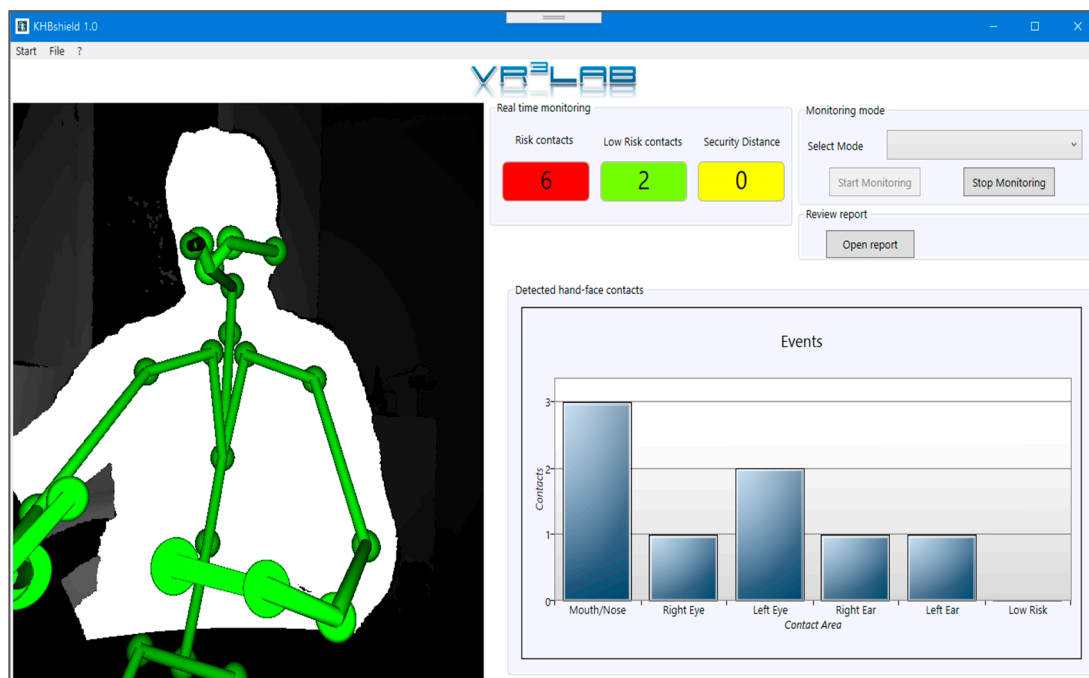 KHBshield 1.0
Start File ?
VR3LAB
Real time monitoring
Risk contacts Low Risk contacts Security Distance
6 2 0
Monitoring mode
Select Mode
Start Monitoring Stop Monitoring
Review report
Open report
Detected hand-face contacts
Events
3
2
1
0
Contacts
Mouth/Nose Right Eye Left Eye Right Ear Left Ear Low Risk
Contact Area